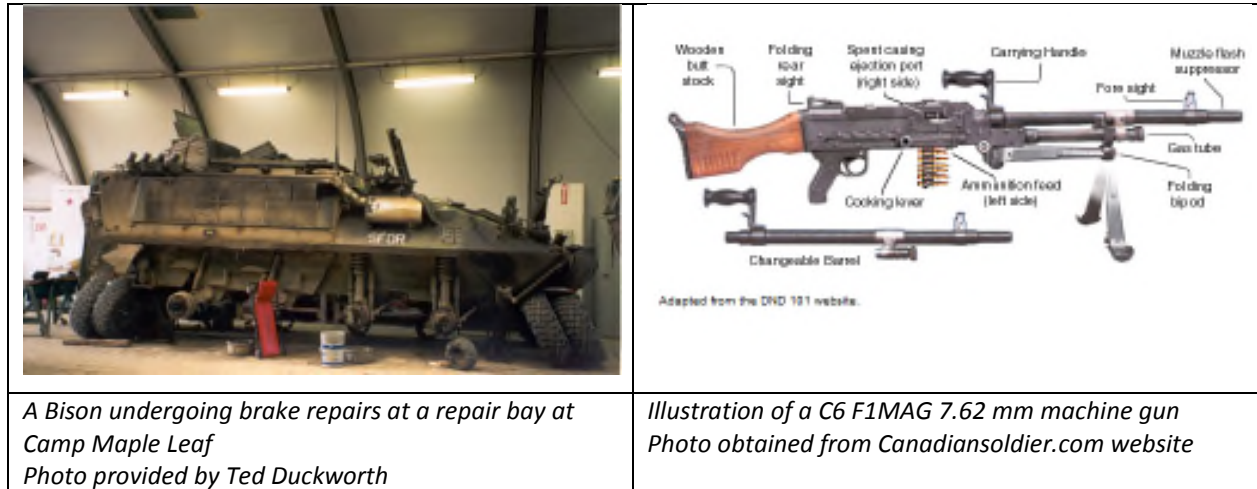 Wooden
butt
stock
Folding
rear
sight
Spent casing
ejection port
(right side)
Carrying Handle
Muzzle flash
suppressor
Fore sight
Gas tube
Folding
bipod
Ammunition feed
(left side)
Cocking lever
Changeable Barrel
Adapted from the DND 101 website.
SFOR
A Bison undergoing brake repairs at a repair bay at
Camp Maple Leaf
Photo provided by Ted Duckworth
Illustration of a C6 F1MAG 7.62 mm machine gun
Photo obtained from Canadiansoldier.com website